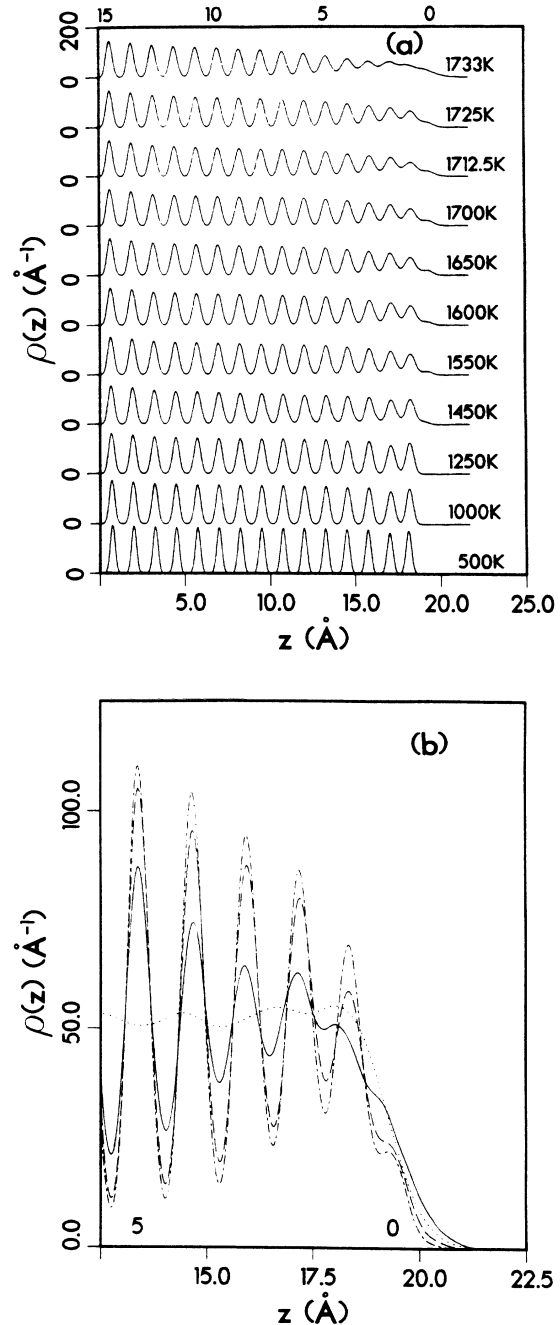 15 10 5 0
(a)
200
0 1733K
0 1725K
0 1712.5K
0 1700K
0 1650K
0 1600K
0 1550K
0 1450K
0 1250K
0 1000K
0 500K
ρ(z) (Å⁻¹)
5.0 10.0 15.0 20.0 25.0
z (Å)
(b)
100.0
50.0
0.0
ρ(z) (Å⁻¹)
5 0
15.0 17.5 20.0 22.5
z (Å)